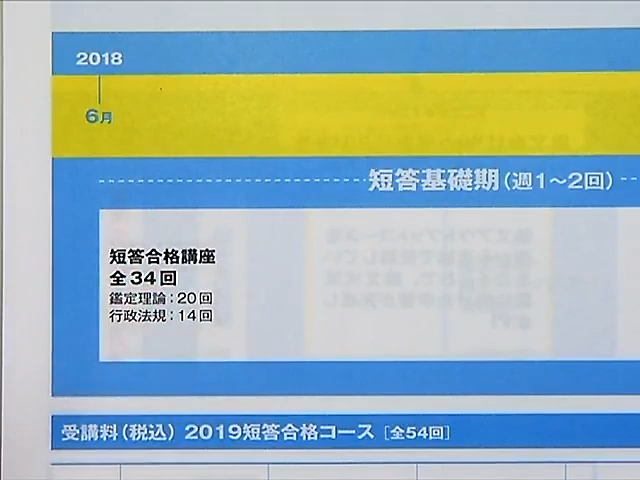 2018
6月
短答基礎期(週1～2回)
短答合格講座
全34回
鑑定理論:20回
行政法規:14回
受講料(税込) 2019短答合格コース [全54回]